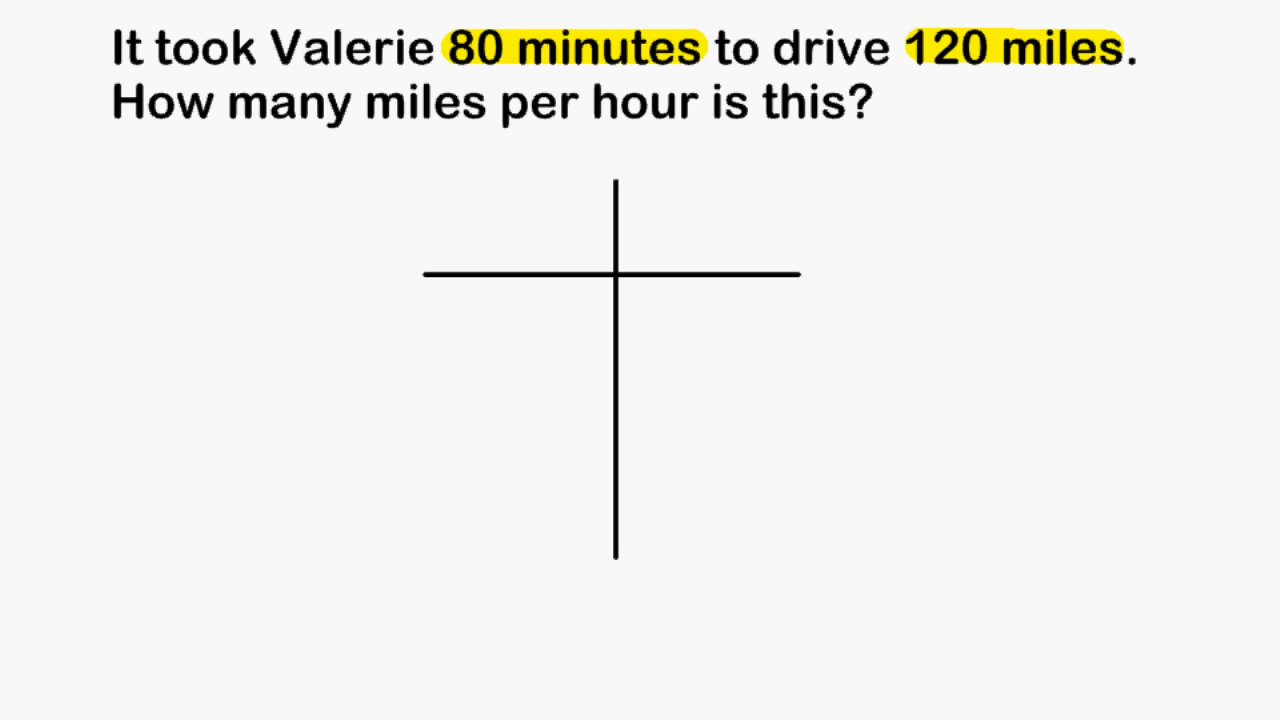 It took Valerie 80 minutes to drive 120 miles.
How many miles per hour is this?